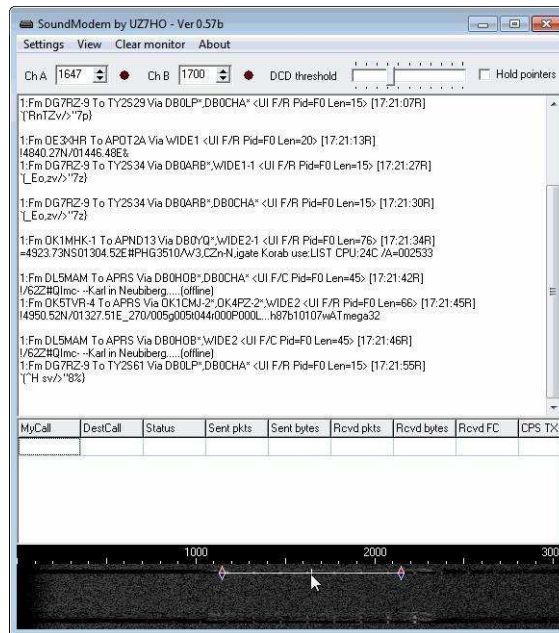 SoundModem by UZ7HO - Ver 0.57b
Settings View Clear monitor About
Ch A 1647 Ch B 1700 DCD threshold Hold pointers
1:Fm DG7RZ-9 To TY2S29 Via DB0LP*,DB0CHA* <UI F/R Pid=F0 Len=15> [17:21:07R]
`('RnTZv/>"7p}
1:Fm OE3XHR To APOT2A Via WIDE1 <UI F/R Pid=F0 Len=20> [17:21:13R]
!4840.27N/01446.48E&
1:Fm DG7RZ-9 To TY2S34 Via DB0ARB*,WIDE1-1 <UI F/R Pid=F0 Len=15> [17:21:27R]
`(_Eo,zv/>"7z}
1:Fm DG7RZ-9 To TY2S34 Via DB0ARB*,DB0CHA* <UI F/R Pid=F0 Len=15> [17:21:30R]
`(_Eo,zv/>"7z}
1:Fm OK1MHK-1 To APND13 Via DB0YQ*,WIDE2-1 <UI F/R Pid=F0 Len=76> [17:21:34R]
=4923.73NS01304.52E#PHG3510/W3,CZn-N,igate Korab use:LIST CPU:24C /A=002533
1:Fm DL5MAM To APRS Via DB0HOB*,DB0CHA* <UI F/C Pid=F0 Len=45> [17:21:42R]
!/62Z#QImc- -Karl in Neubiberg.....(offline)
1:Fm OK5TVR-4 To APRS Via OK1CMJ-2*,OK4PZ-2*,WIDE2 <UI F/C Pid=F0 Len=66> [17:21:45R]
!4950.52N/01327.51E_270/005g005t044r000P000L...h87b10107wATmega32
1:Fm DL5MAM To APRS Via DB0HOB*,WIDE2 <UI F/C Pid=F0 Len=45> [17:21:46R]
!/62Z#QImc- -Karl in Neubiberg.....(offline)
1:Fm DG7RZ-9 To TY2S61 Via DB0LP*,DB0CHA* <UI F/R Pid=F0 Len=15> [17:21:55R]
`(^H sv/>"8%}
MyCall DestCall Status Sent pkts Sent bytes Rcvd pkts Rcvd bytes Rcvd FC CPS TX
1000 2000 300